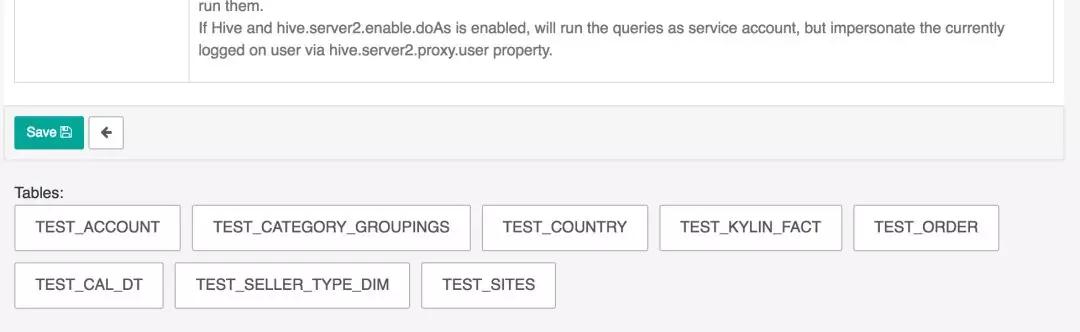 run them.
If Hive and hive.server2.enable.doAs is enabled, will run the queries as service account, but impersonate the currently
logged on user via hive.server2.proxy.user property.
Save
Tables:
TEST_ACCOUNT TEST_CATEGORY_GROUPINGS TEST_COUNTRY TEST_KYLIN_FACT TEST_ORDER
TEST_CAL_DT TEST_SELLER_TYPE_DIM TEST_SITES